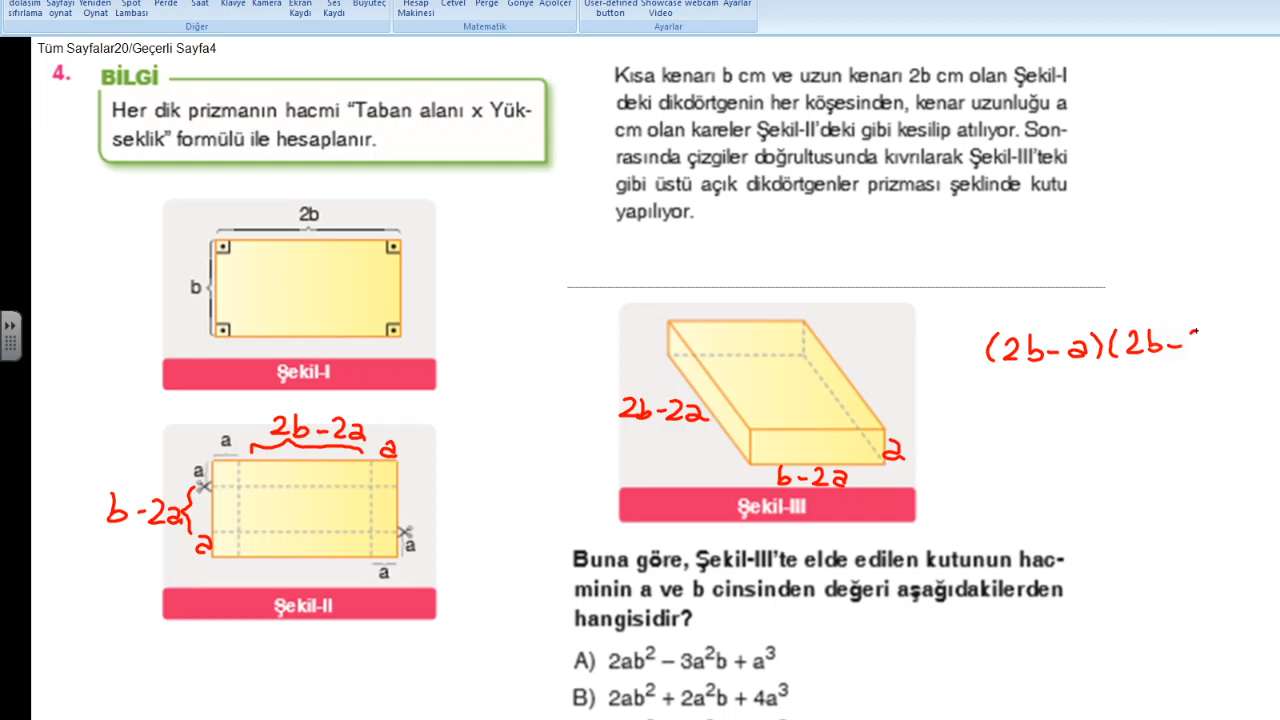 dolaşım Sayfayı Yeniden Spot Perde Saat Klavye Kamera Ekran Ses Büyüteç
sıfırlama oynat Oynat Lambası Kaydı Kaydı
Diğer
Hesap Cetvel Perge Gönye Açıölçer
Makinesi
Matematik
User-defined Showcase webcam Ayarlar
button Video
Ayarlar
Tüm Sayfalar20/Geçerli Sayfa4
4. BİLGİ
Her dik prizmanın hacmi “Taban alanı x Yük-
seklik” formülü ile hesaplanır.
2b
b
Şekil-I
2b-2a
a
a
a
b-2a
a
a
a
Şekil-II
Kısa kenarı b cm ve uzun kenarı 2b cm olan Şekil-I
deki dikdörtgenin her köşesinden, kenar uzunluğu a
cm olan kareler Şekil-II’deki gibi kesilip atılıyor. Son-
rasında çizgiler doğrultusunda kıvrılarak Şekil-III’teki
gibi üstü açık dikdörtgenler prizması şeklinde kutu
yapılıyor.
(2b-a)(2b-
2b-2a
a
b-2a
Şekil-III
Buna göre, Şekil-III’te elde edilen kutunun hac-
minin a ve b cinsinden değeri aşağıdakilerden
hangisidir?
A) 2ab² – 3a²b + a³
B) 2ab² + 2a²b + 4a³